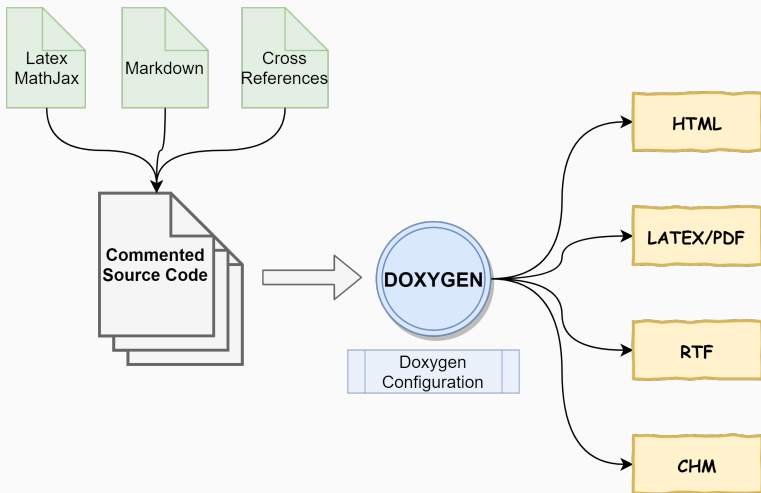 Latex
MathJax
Markdown
Cross
References
HTML
Commented
Source Code
LATEX/PDF
DOXYGEN
RTF
Doxygen
Configuration
CHM